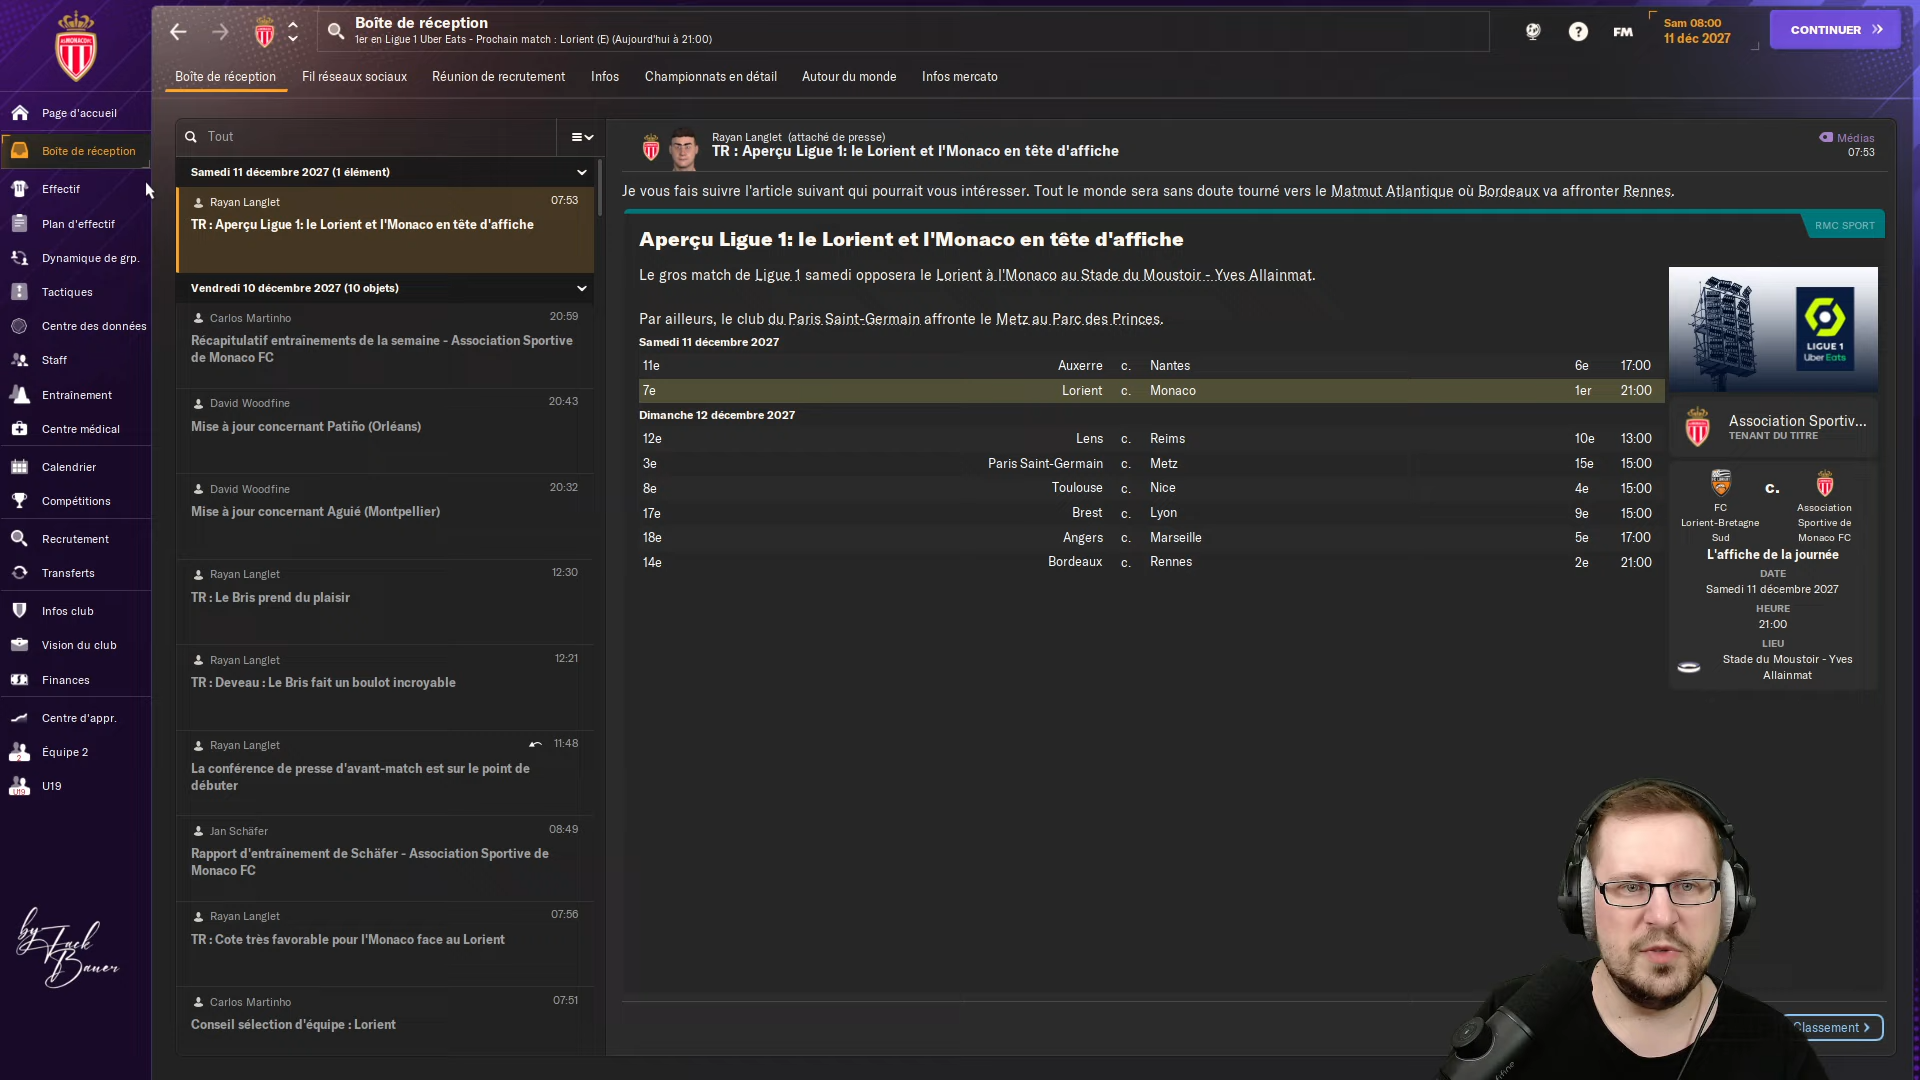 Boîte de réception
1er en Ligue 1 Uber Eats - Prochain match : Lorient (E) (Aujourd'hui à 21:00)
FM
Sam 08:00
11 déc 2027
CONTINUER
Boîte de réception
Fil réseaux sociaux
Réunion de recrutement
Infos
Championnats en détail
Autour du monde
Infos mercato
Page d'accueil
Boîte de réception
Effectif
Plan d'effectif
Dynamique de grp.
Tactiques
Centre des données
Staff
Entraînement
Centre médical
Calendrier
Compétitions
Recrutement
Transferts
Infos club
Vision du club
Finances
Centre d'appr.
Équipe 2
U19
by Jack
Bauer
Tout
Samedi 11 décembre 2027 (1 élément)
Rayan Langlet 07:53
TR : Aperçu Ligue 1: le Lorient et l'Monaco en tête d'affiche
Vendredi 10 décembre 2027 (10 objets)
Carlos Martinho 20:59
Récapitulatif entraînements de la semaine - Association Sportive
de Monaco FC
David Woodfine 20:43
Mise à jour concernant Patiño (Orléans)
David Woodfine 20:32
Mise à jour concernant Aguié (Montpellier)
Rayan Langlet 12:30
TR : Le Bris prend du plaisir
Rayan Langlet 12:21
TR : Deveau : Le Bris fait un boulot incroyable
Rayan Langlet 11:48
La conférence de presse d'avant-match est sur le point de
débuter
Jan Schäfer 08:49
Rapport d'entraînement de Schäfer - Association Sportive de
Monaco FC
Rayan Langlet 07:56
TR : Cote très favorable pour l'Monaco face au Lorient
Carlos Martinho 07:51
Conseil sélection d'équipe : Lorient
Rayan Langlet (attaché de presse)
TR : Aperçu Ligue 1: le Lorient et l'Monaco en tête d'affiche
Médias
07:53
Je vous fais suivre l'article suivant qui pourrait vous intéresser. Tout le monde sera sans doute tourné vers le Matmut Atlantique où Bordeaux va affronter Rennes.
RMC SPORT
Aperçu Ligue 1: le Lorient et l'Monaco en tête d'affiche
Le gros match de Ligue 1 samedi opposera le Lorient à l'Monaco au Stade du Moustoir - Yves Allainmat.
Par ailleurs, le club du Paris Saint-Germain affronte le Metz au Parc des Princes.
Samedi 11 décembre 2027
11e Auxerre c. Nantes 6e 17:00
7e Lorient c. Monaco 1er 21:00
Dimanche 12 décembre 2027
12e Lens c. Reims 10e 13:00
3e Paris Saint-Germain c. Metz 15e 15:00
8e Toulouse c. Nice 4e 15:00
17e Brest c. Lyon 9e 15:00
18e Angers c. Marseille 5e 17:00
14e Bordeaux c. Rennes 2e 21:00
LIGUE 1
Uber Eats
Association Sportiv...
TENANT DU TITRE
c.
FC
Lorient-Bretagne
Sud
Association
Sportive de
Monaco FC
L'affiche de la journée
DATE
Samedi 11 décembre 2027
HEURE
21:00
LIEU
Stade du Moustoir - Yves
Allainmat
Classement